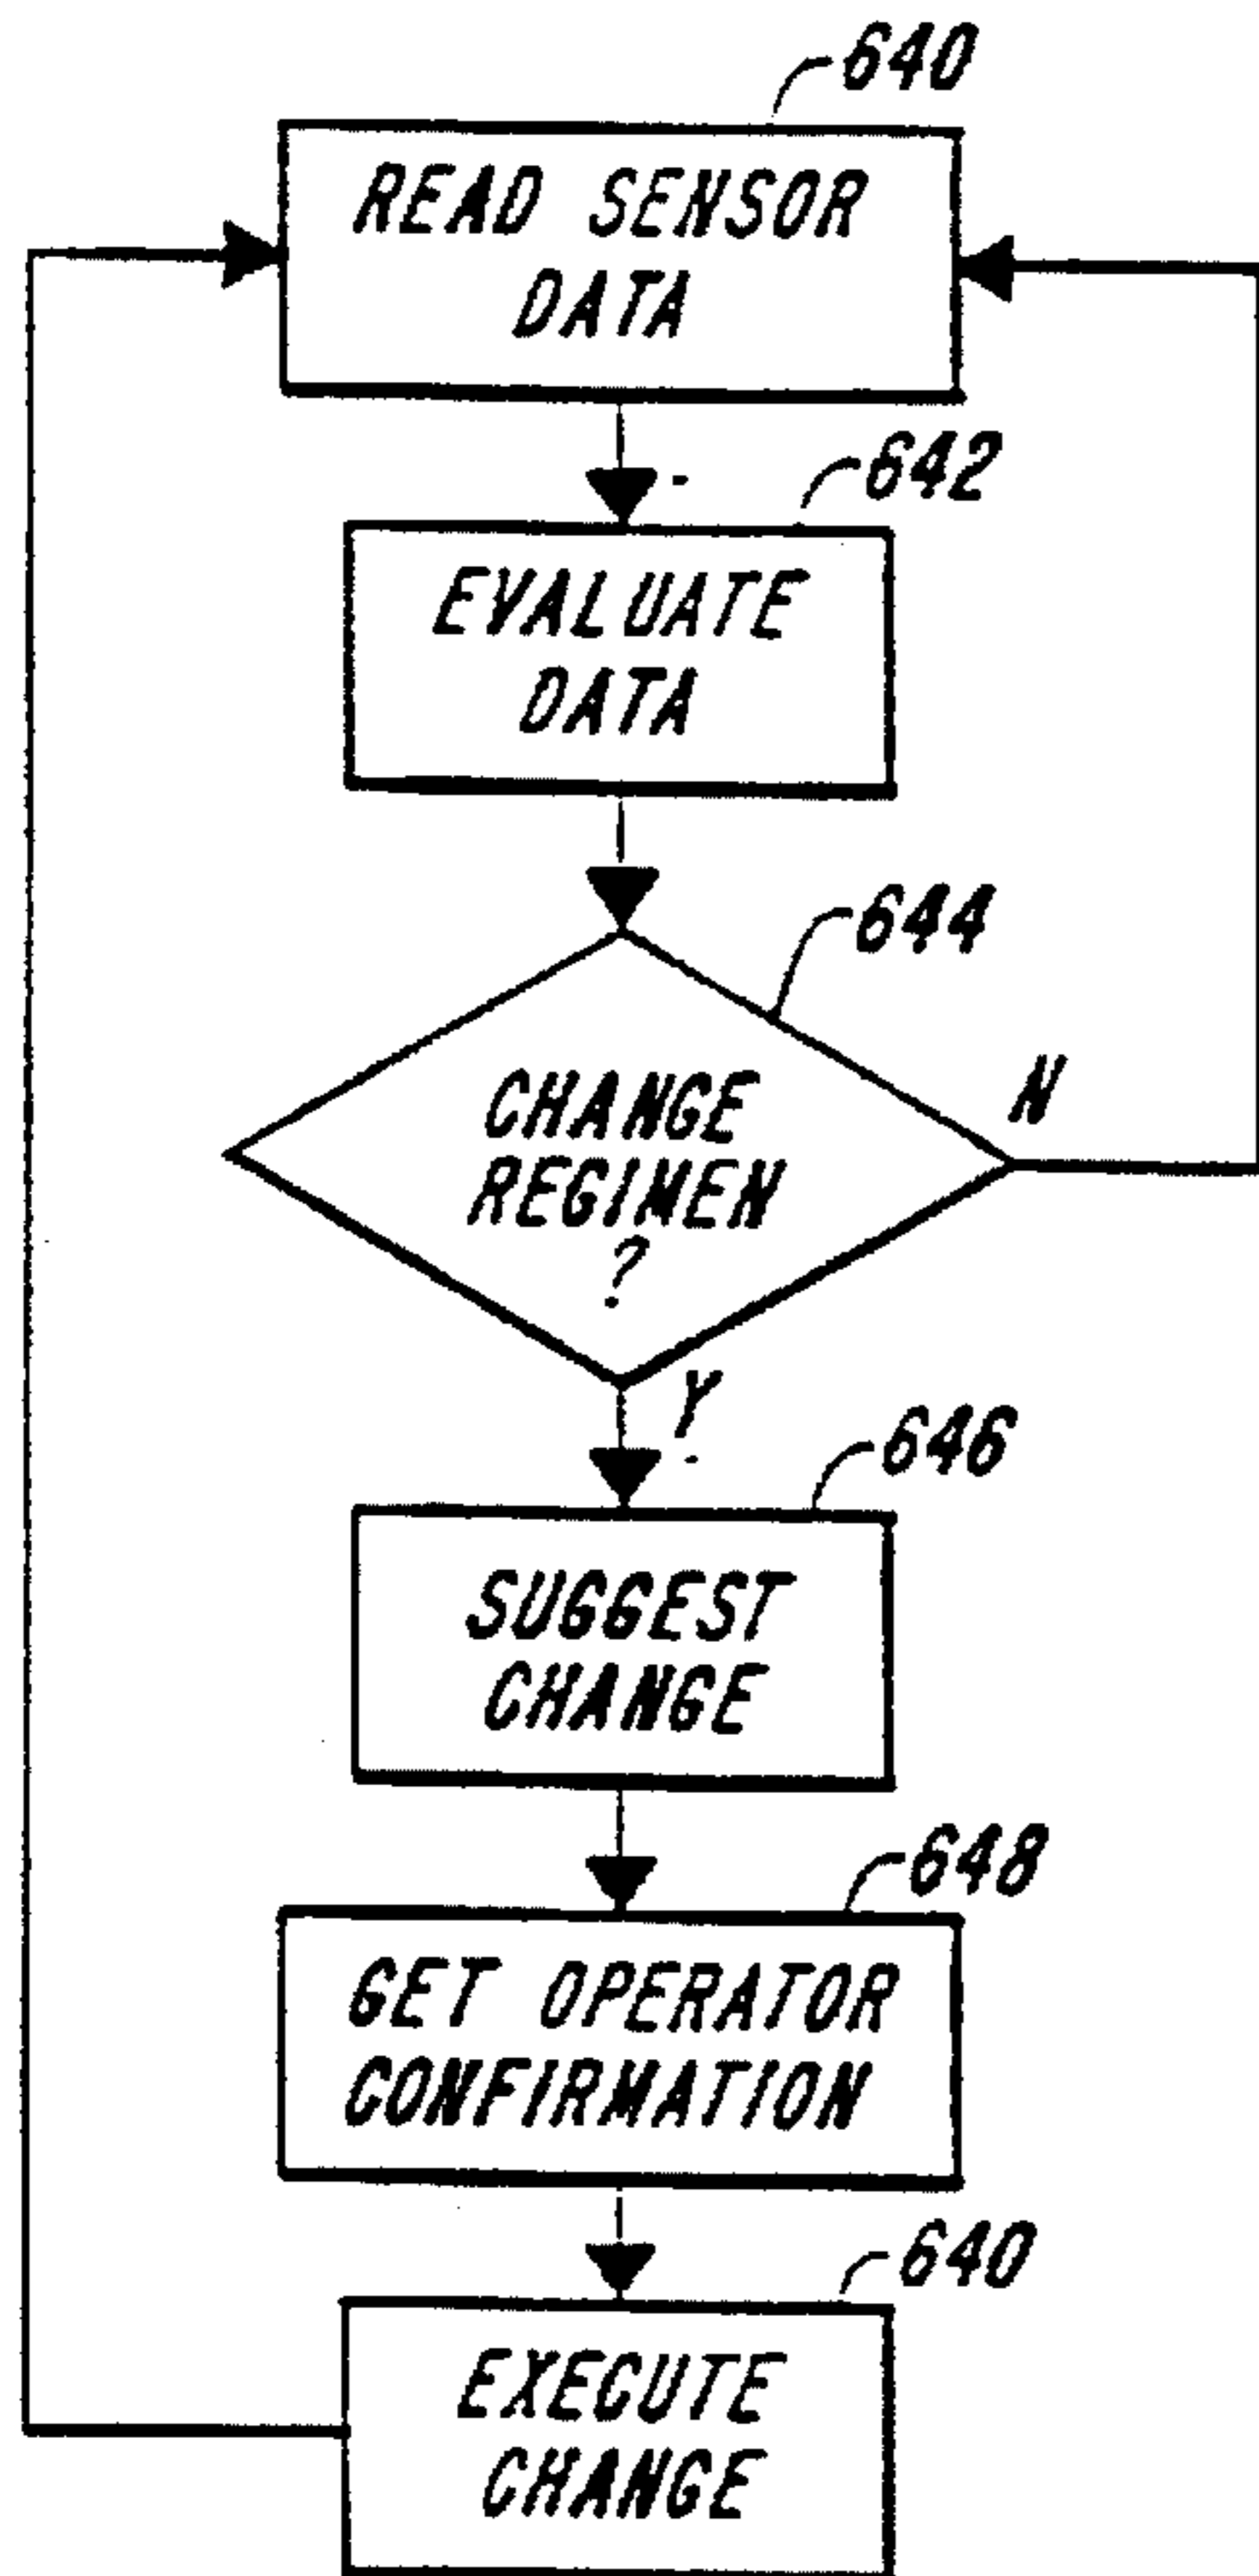 640
READ SENSOR
DATA
642
EVALUATE
DATA
644
CHANGE
REGIMEN
?
N
Y
646
SUGGEST
CHANGE
648
GET OPERATOR
CONFIRMATION
640
EXECUTE
CHANGE